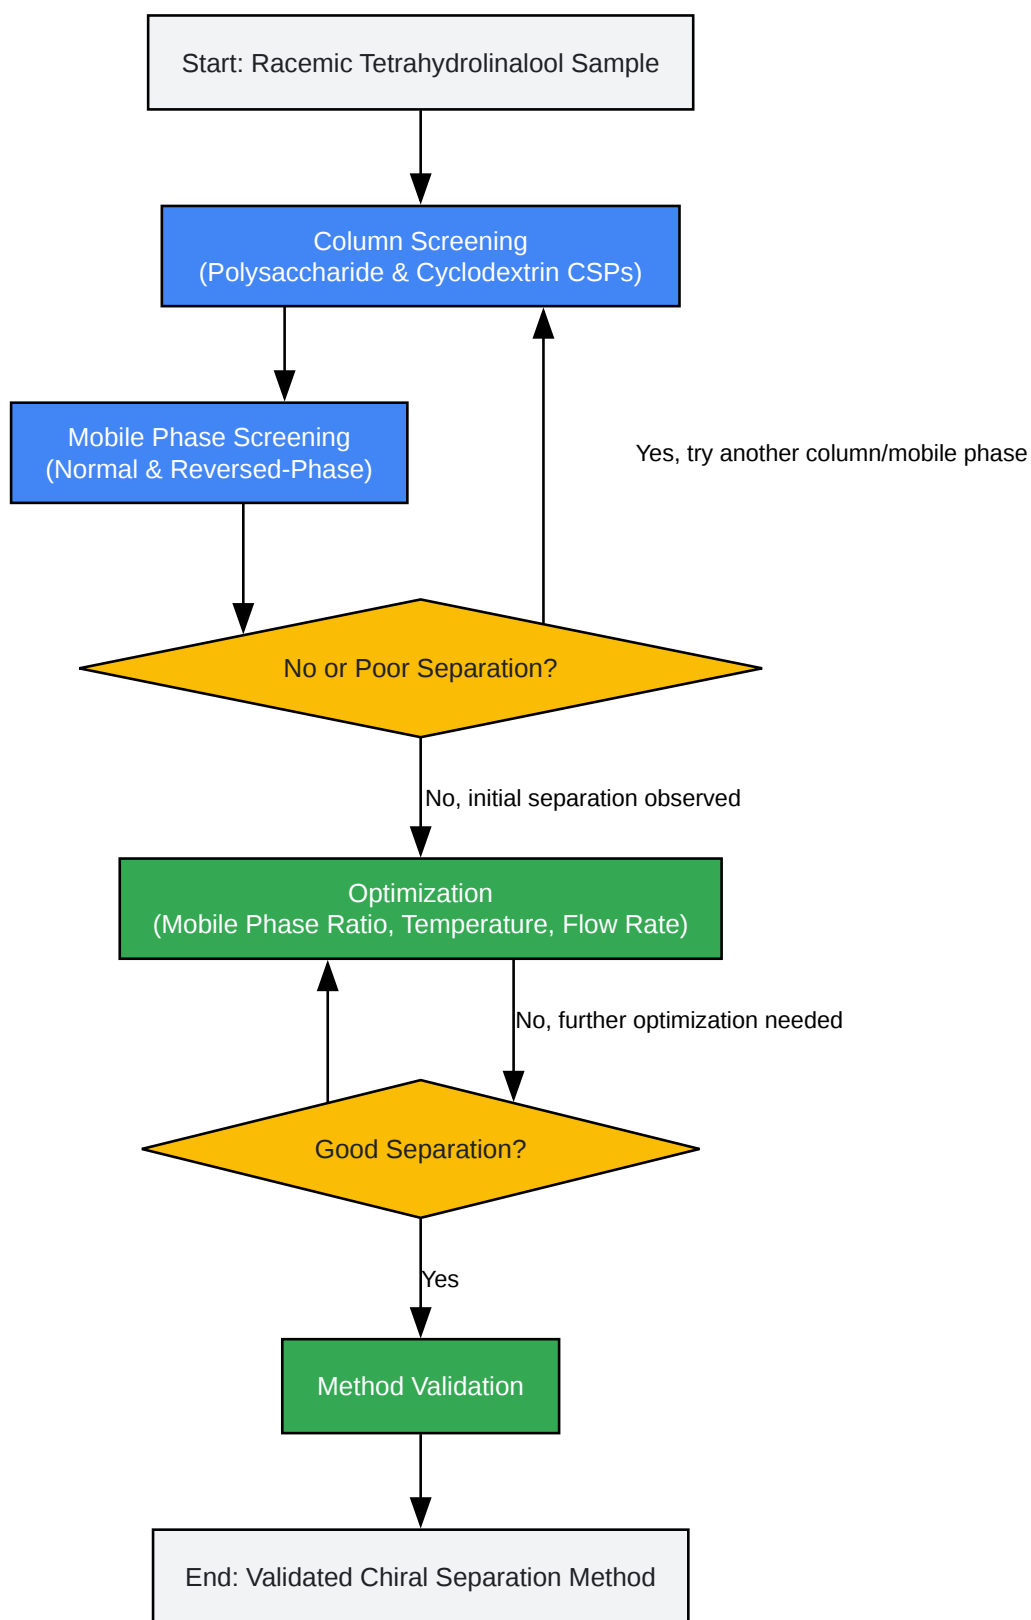 Start: Racemic Tetrahydrolinalool Sample
Column Screening
(Polysaccharide & Cyclodextrin CSPs)
Mobile Phase Screening
(Normal & Reversed-Phase)
Yes, try another column/mobile phase
No or Poor Separation?
No, initial separation observed
Optimization
(Mobile Phase Ratio, Temperature, Flow Rate)
No, further optimization needed
Good Separation?
Yes
Method Validation
End: Validated Chiral Separation Method